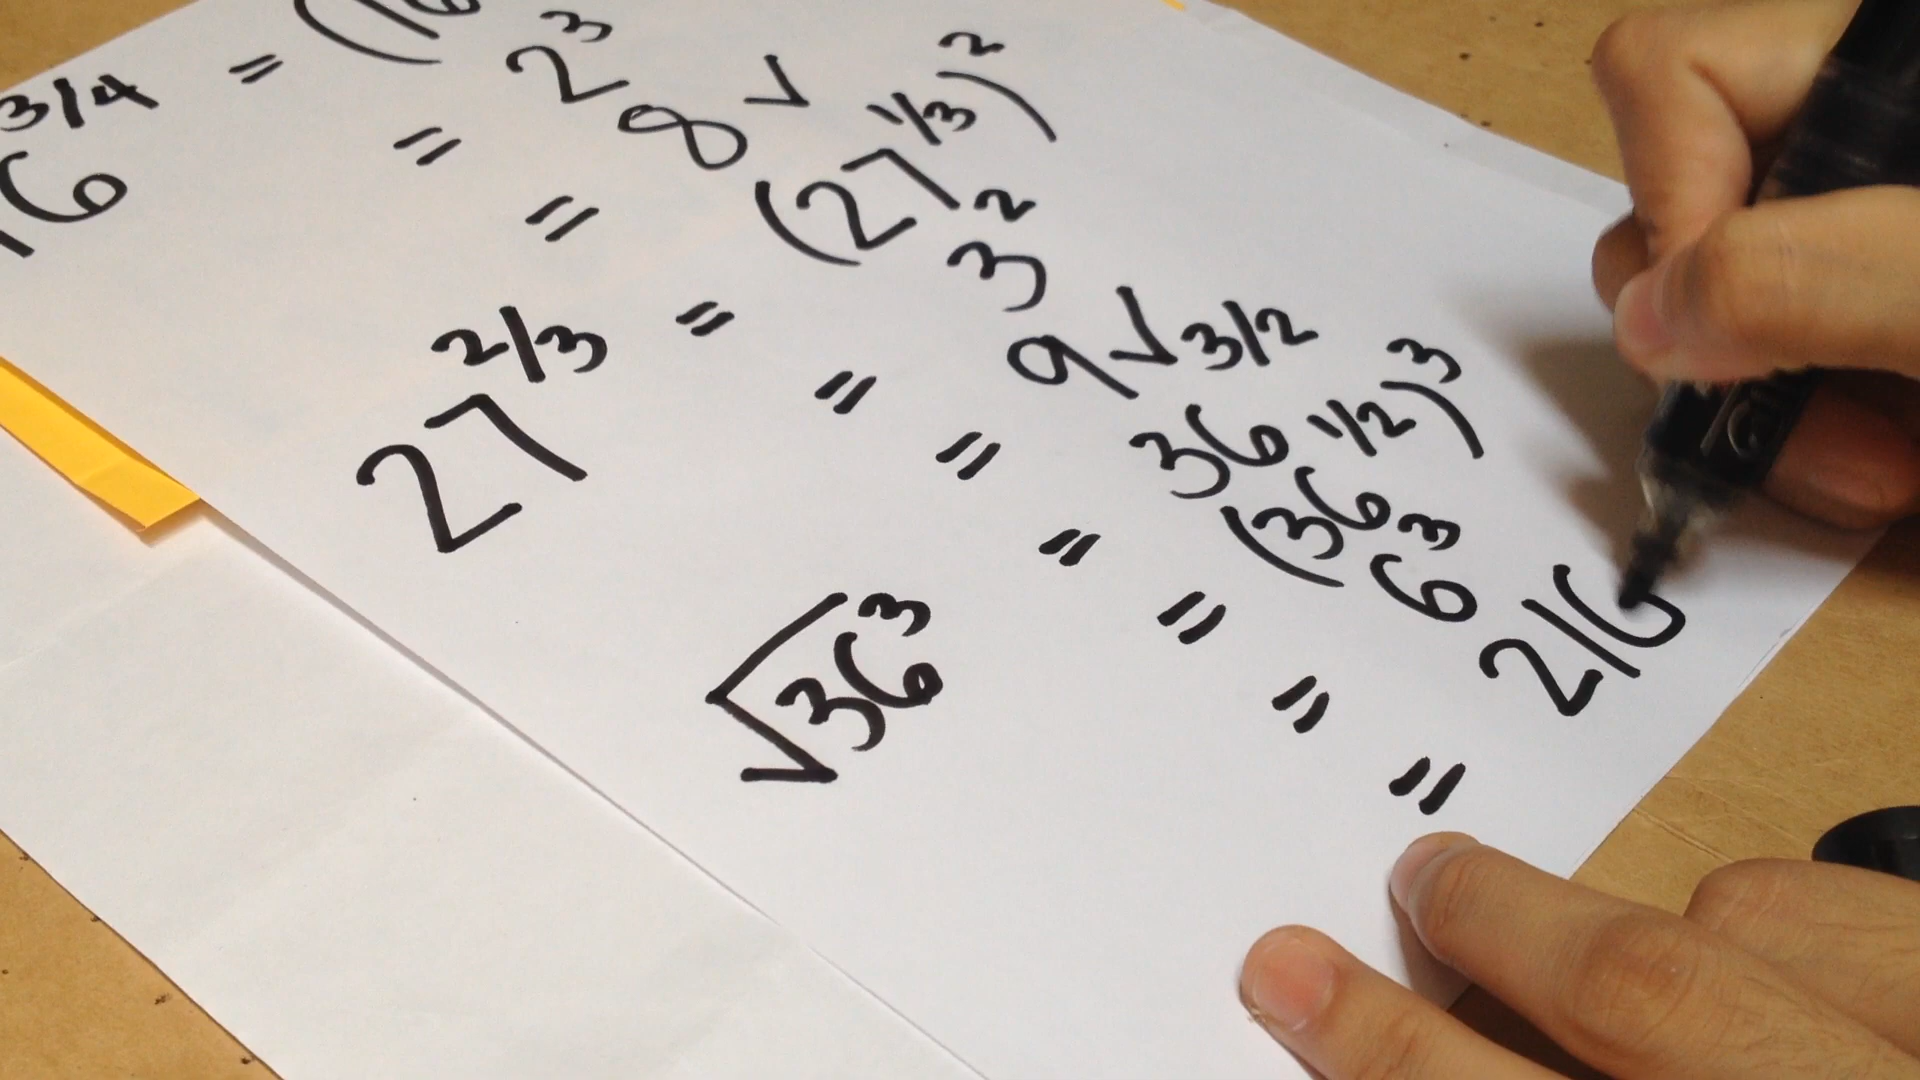 16^3/4 = (16
= 2^3
= 8 ✓
27^2/3 = (27^1/3)^2
= 3^2
= 9 ✓
√36^3 = 36^3/2
= (36^1/2)^3
= 6^3
= 216